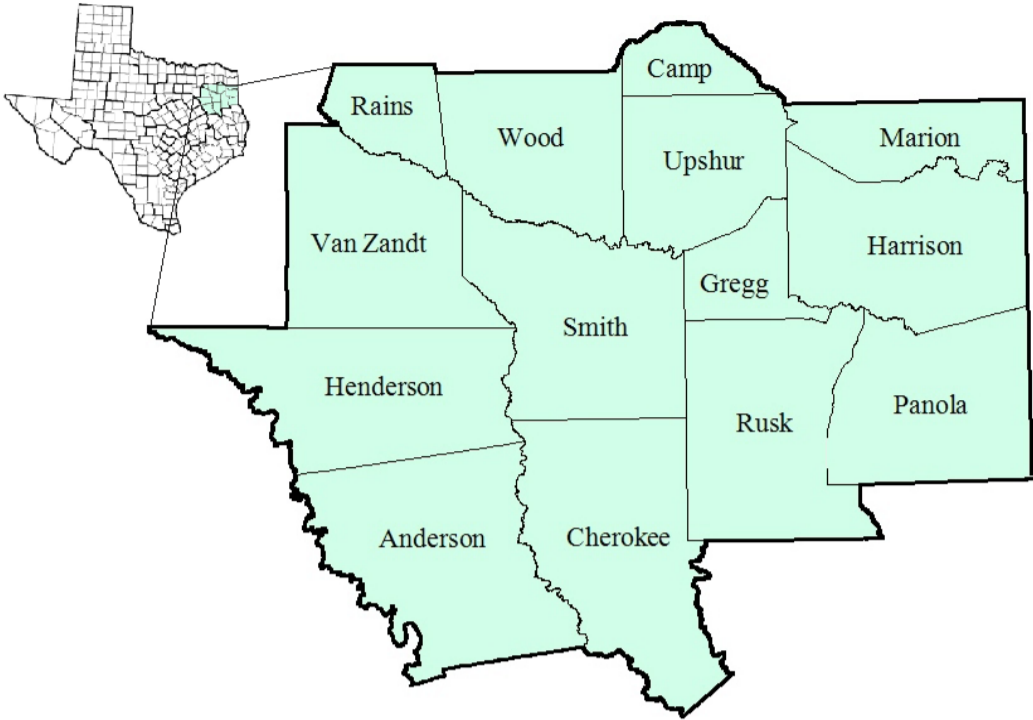 Camp
Rains
Wood
Marion
Upshur
Van Zandt
Harrison
Gregg
Smith
Henderson
Panola
Rusk
Anderson
Cherokee